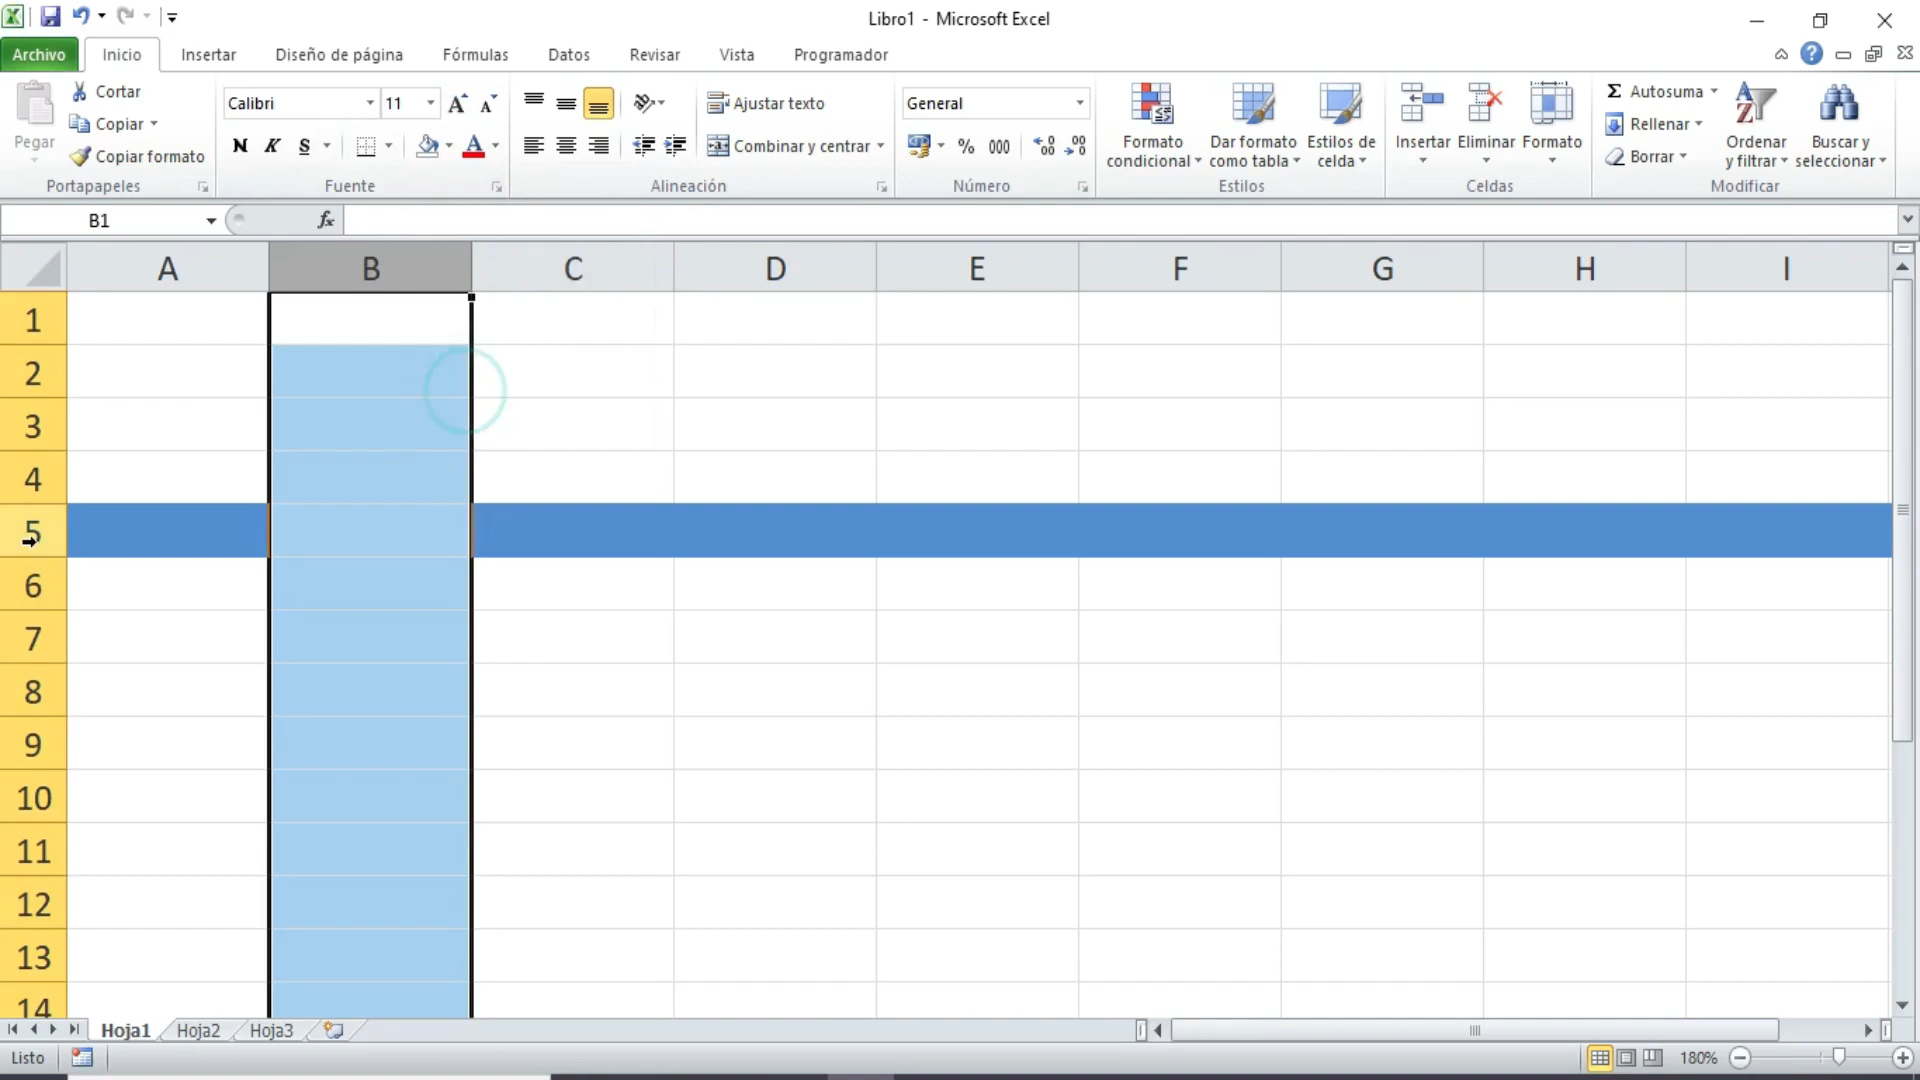 Libro1 - Microsoft Excel
Archivo Inicio Insertar Diseño de página Fórmulas Datos Revisar Vista Programador
Pegar
Cortar
Copiar
Copiar formato
Portapapeles
Calibri 11
N K S A
Fuente
Ajustar texto
Combinar y centrar
Alineación
General
% 000
Número
Formato condicional
Dar formato como tabla
Estilos de celda
Estilos
Insertar Eliminar Formato
Celdas
Σ Autosuma
Rellenar
Borrar
Ordenar y filtrar
Buscar y seleccionar
Modificar
B1 fx
A B C D E F G H I
1
2
3
4
5
6
7
8
9
10
11
12
13
14
Hoja1 Hoja2 Hoja3
Listo 180%